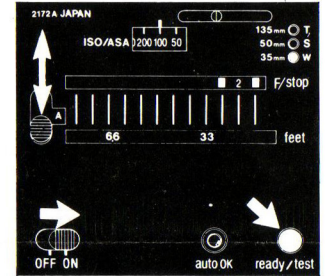 2172A JAPAN
135mm T
ISO/ASA 200 100 50
50mm S
35mm W
2 F/stop
A
66 33 feet
OFF ON auto OK ready/test